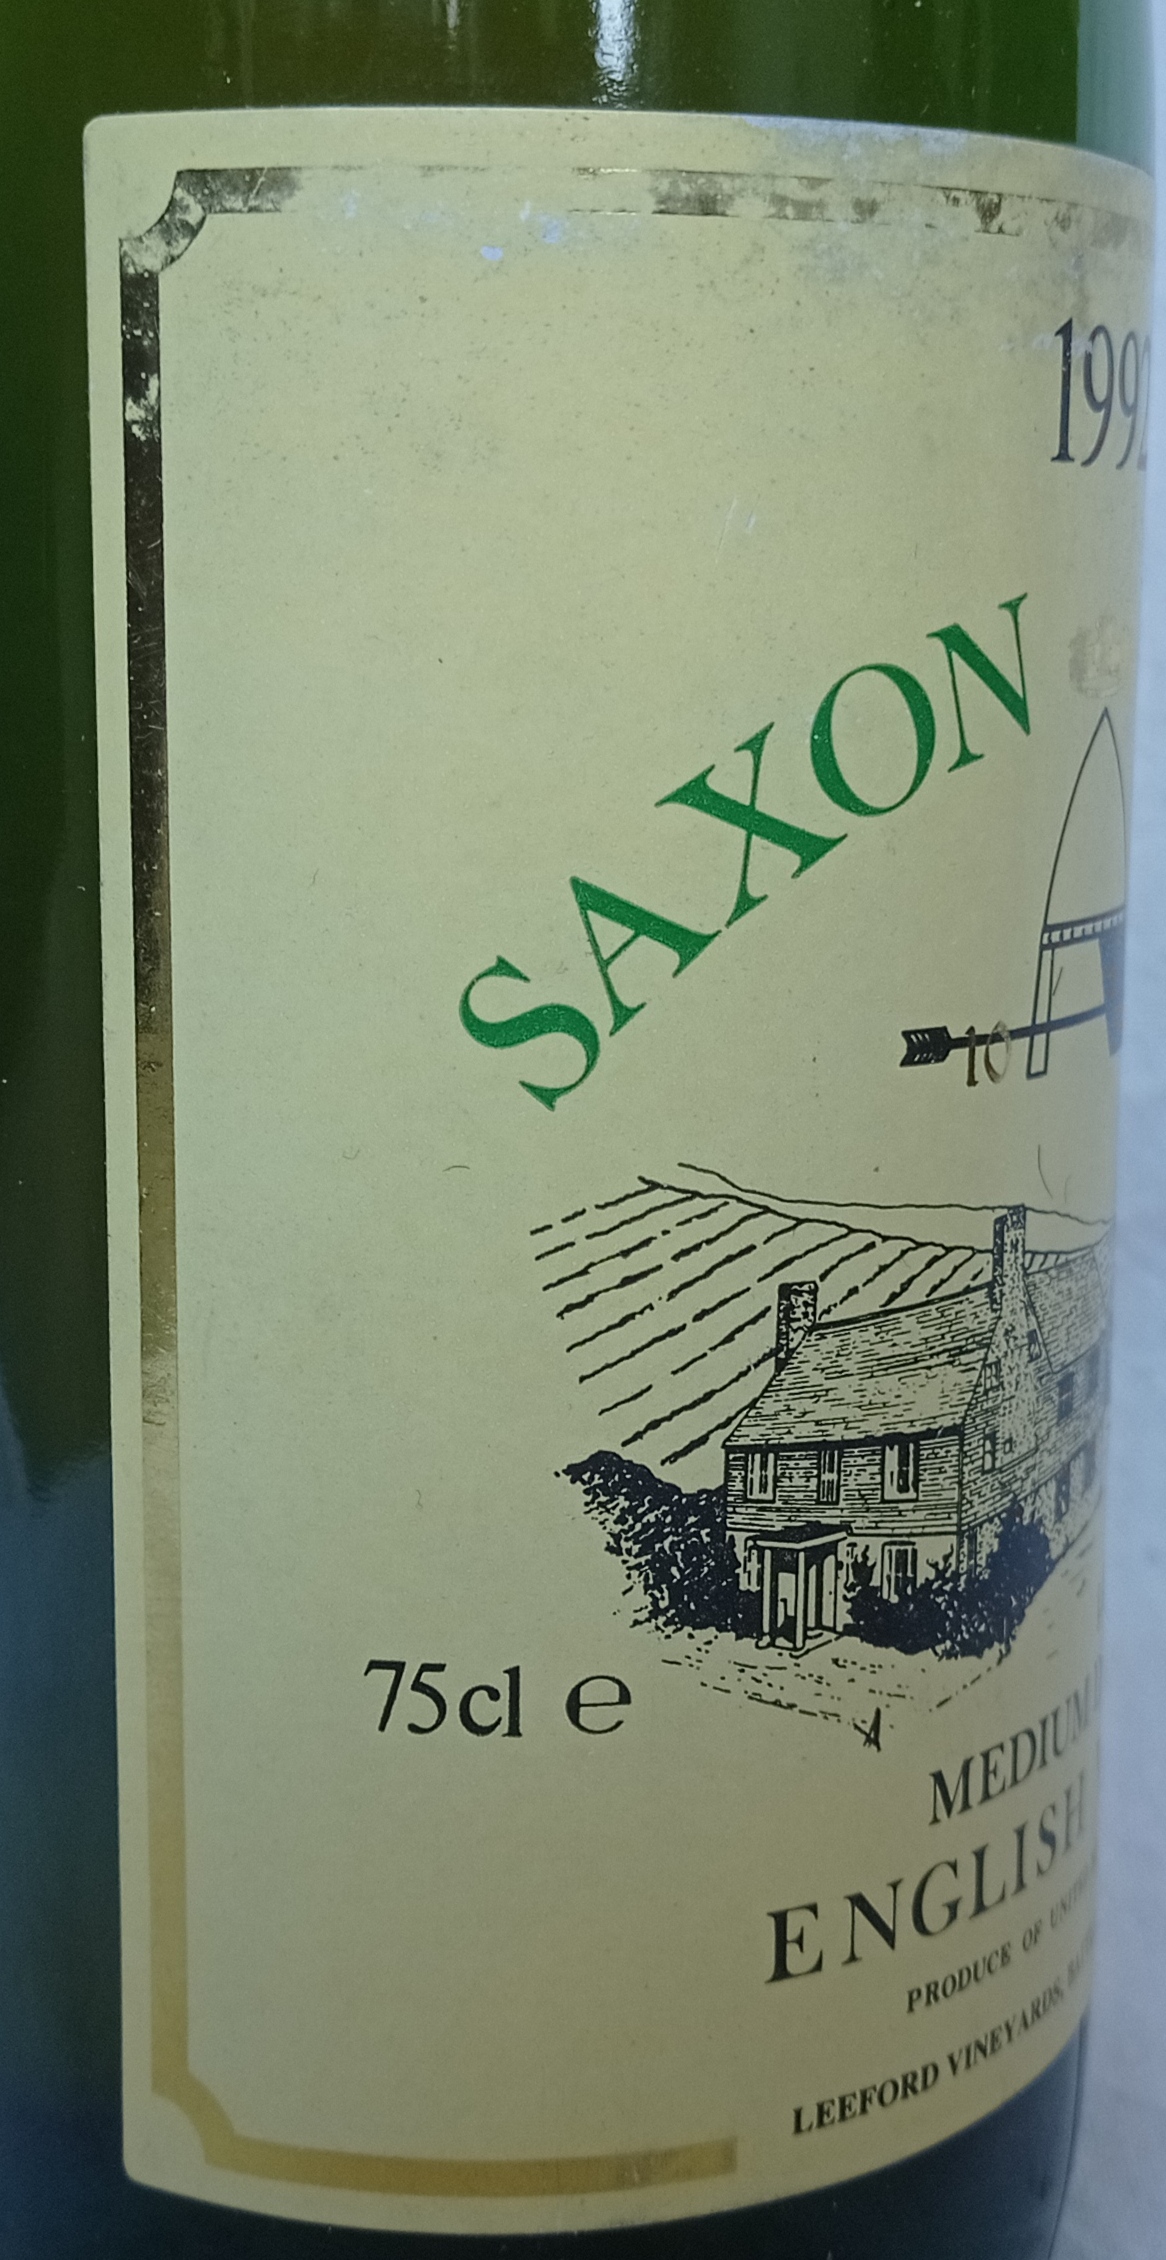 1992
SAXON
10
75cl e
MEDIUM
ENGLISH
PRODUCE OF
LEEFORD VINEYARDS,